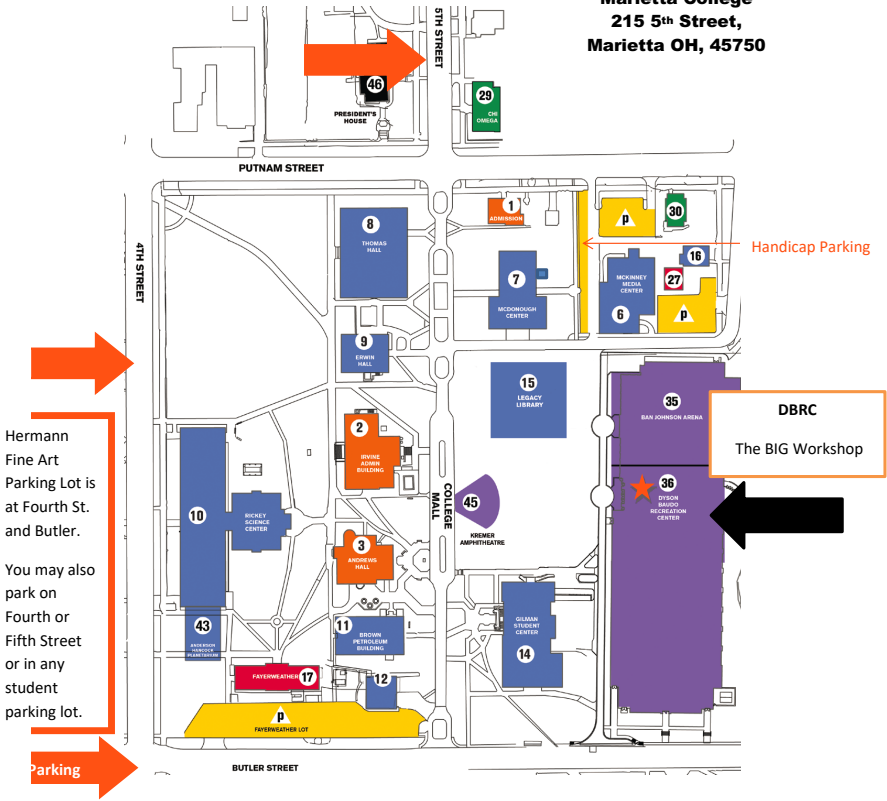 Marietta College
215 5th Street,
Marietta OH, 45750
5TH STREET
46
PRESIDENT'S
HOUSE
29
CHI
OMEGA
PUTNAM STREET
4TH STREET
8
THOMAS
HALL
1
ADMISSION
P
30
Handicap Parking
7
MCDONOUGH
CENTER
MCKINNEY
MEDIA
CENTER
6
16
27
P
9
ERWIN
HALL
15
LEGACY
LIBRARY
35
BAN JOHNSON ARENA
DBRC
The BIG Workshop
Hermann
Fine Art
Parking Lot is
at Fourth St.
and Butler.
You may also
park on
Fourth or
Fifth Street
or in any
student
parking lot.
2
IRVINE
ADMIN
BUILDING
COLLEGE
MALL
45
KREMER
AMPHITHEATRE
36
DYSON
BAUDO
RECREATION
CENTER
10
RICKEY
SCIENCE
CENTER
3
ANDREWS
HALL
43
ANDERSON
HANCOCK
PLANETARIUM
11
BROWN
PETROLEUM
BUILDING
GILMAN
STUDENT
CENTER
14
FAYERWEATHER 17
12
P
FAYERWEATHER LOT
Parking
BUTLER STREET